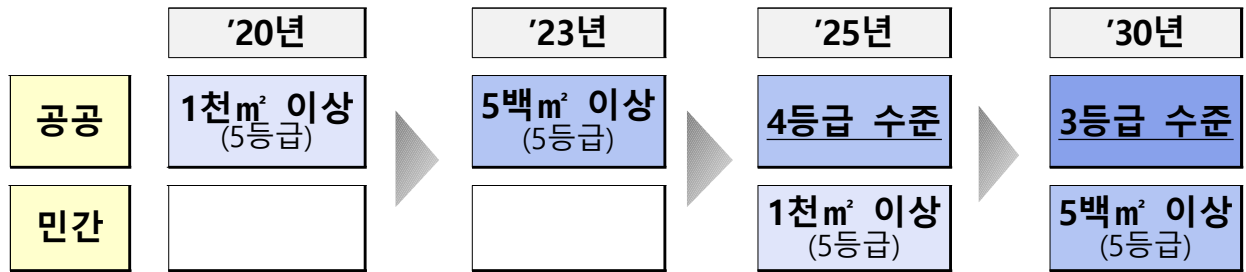 ’20년 ’23년 ’25년 ’30년
공공 1천㎡ 이상 5백㎡ 이상 4등급 수준 3등급 수준
(5등급) (5등급)
민간 1천㎡ 이상 5백㎡ 이상
(5등급) (5등급)